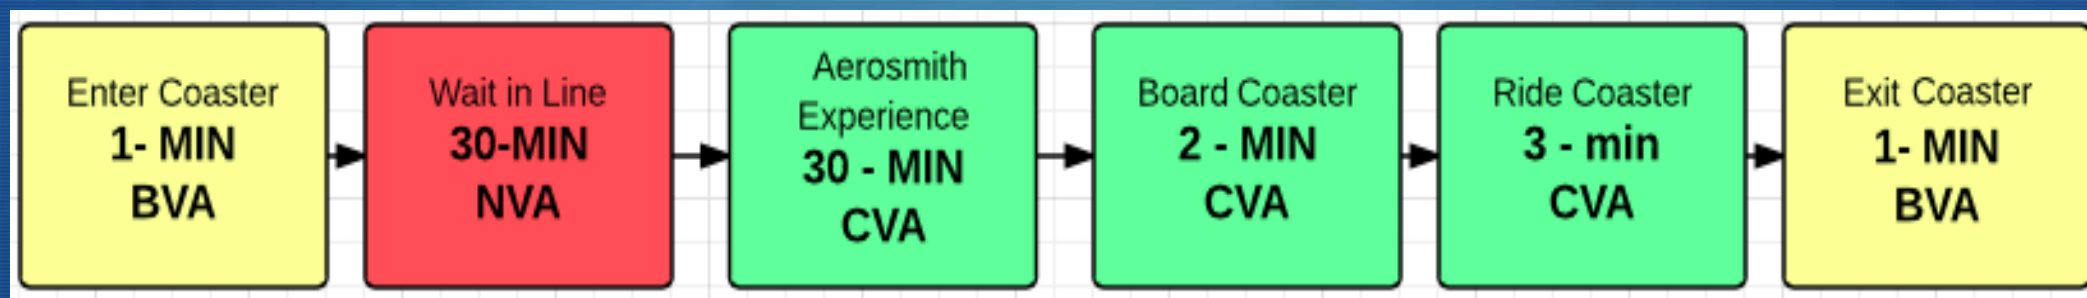 Enter Coaster
1- MIN
BVA
Wait in Line
30-MIN
NVA
Aerosmith
Experience
30 - MIN
CVA
Board Coaster
2 - MIN
CVA
Ride Coaster
3 - min
CVA
Exit Coaster
1- MIN
BVA